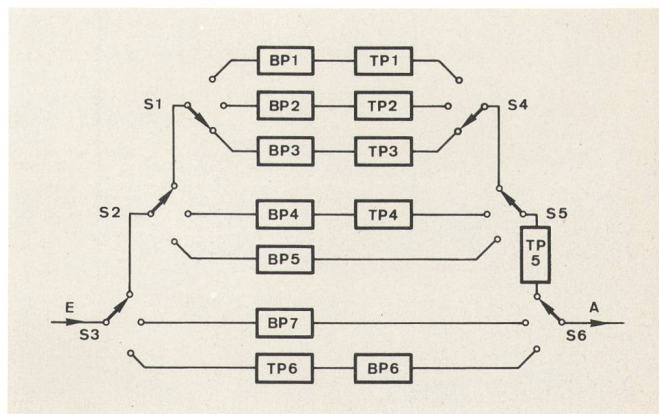 BP1 TP1
S1 BP2 TP2 S4
BP3 TP3
S2 BP4 TP4 S5
BP5 TP
5
E BP7 A
S3 S6
TP6 BP6